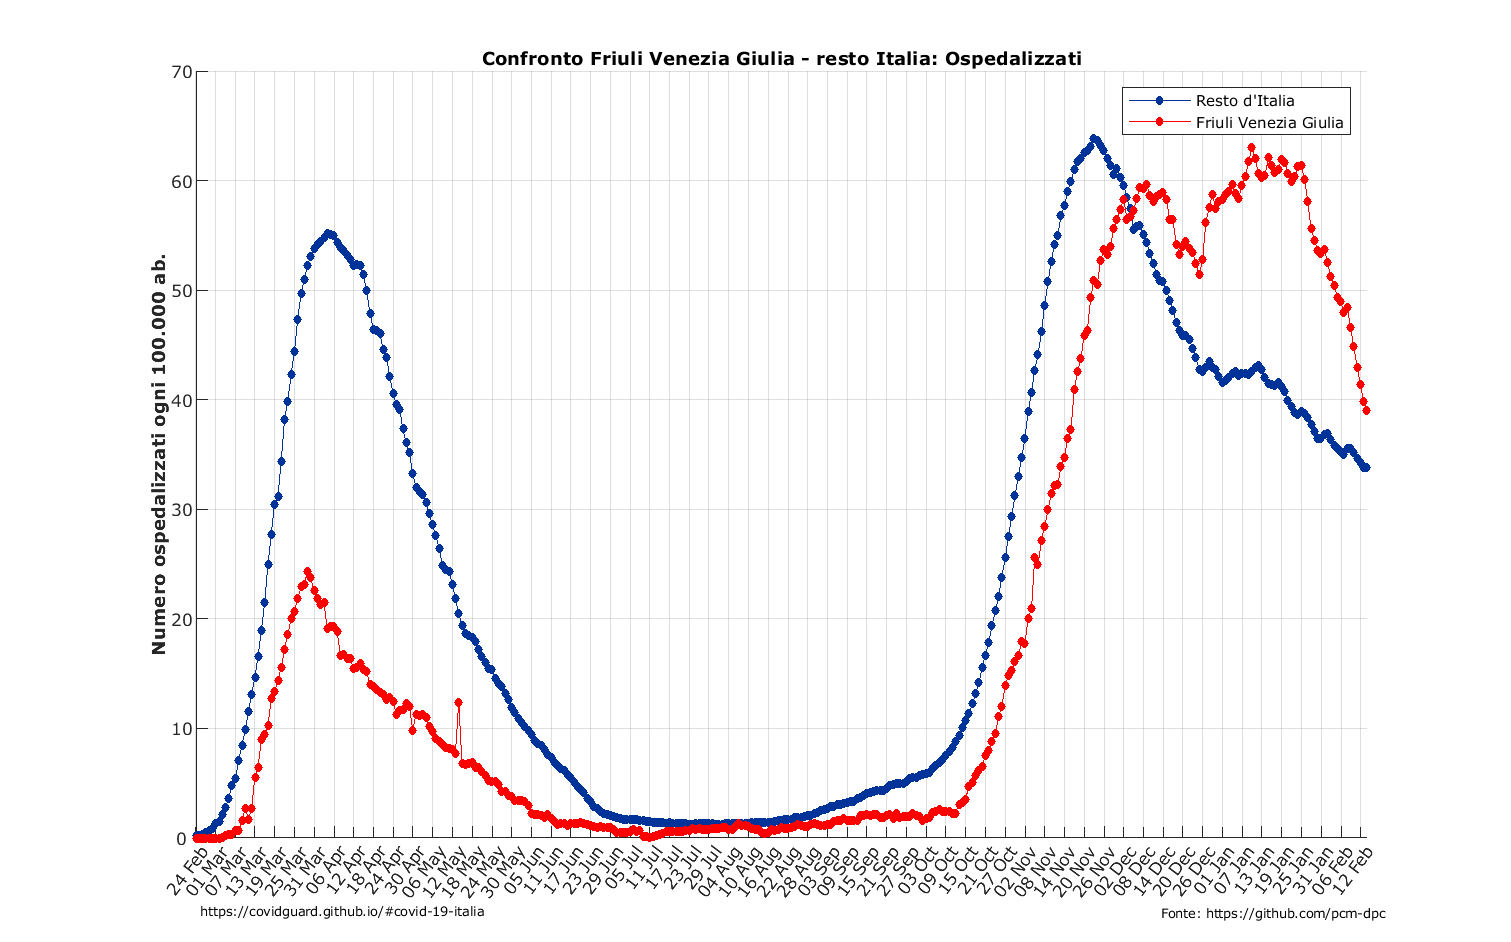 Confronto Friuli Venezia Giulia - resto Italia: Ospedalizzati
Resto d'Italia
Friuli Venezia Giulia
Numero ospedalizzati ogni 100.000 ab.
70
60
50
40
30
20
10
0
24 Feb
01 Mar
07 Mar
13 Mar
19 Mar
25 Mar
31 Mar
06 Apr
12 Apr
18 Apr
24 Apr
30 Apr
06 May
12 May
18 May
24 May
30 May
05 Jun
11 Jun
17 Jun
23 Jun
29 Jun
05 Jul
11 Jul
17 Jul
23 Jul
29 Jul
04 Aug
10 Aug
16 Aug
22 Aug
28 Aug
03 Sep
09 Sep
15 Sep
21 Sep
27 Sep
03 Oct
09 Oct
15 Oct
21 Oct
27 Oct
02 Nov
08 Nov
14 Nov
20 Nov
26 Nov
02 Dec
08 Dec
14 Dec
20 Dec
26 Dec
01 Jan
07 Jan
13 Jan
19 Jan
25 Jan
31 Jan
06 Feb
12 Feb
https://covidguard.github.io/#covid-19-italia
Fonte: https://github.com/pcm-dpc